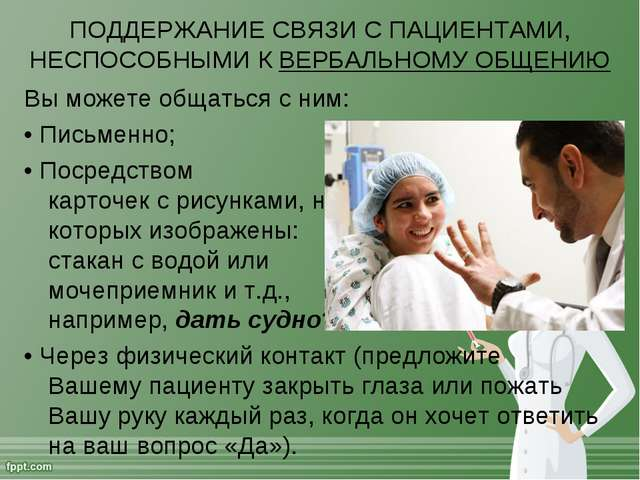 ПОДДЕРЖАНИЕ СВЯЗИ С ПАЦИЕНТАМИ,
НЕСПОСОБНЫМИ К ВЕРБАЛЬНОМУ ОБЩЕНИЮ
Вы можете общаться с ним:
• Письменно;
• Посредством
карточек с рисунками, н
которых изображены:
стакан с водой или
мочеприемник и т.д.,
например, дать судно
• Через физический контакт (предложите
Вашему пациенту закрыть глаза или пожать
Вашу руку каждый раз, когда он хочет ответить
на ваш вопрос «Да»).
fppt.com